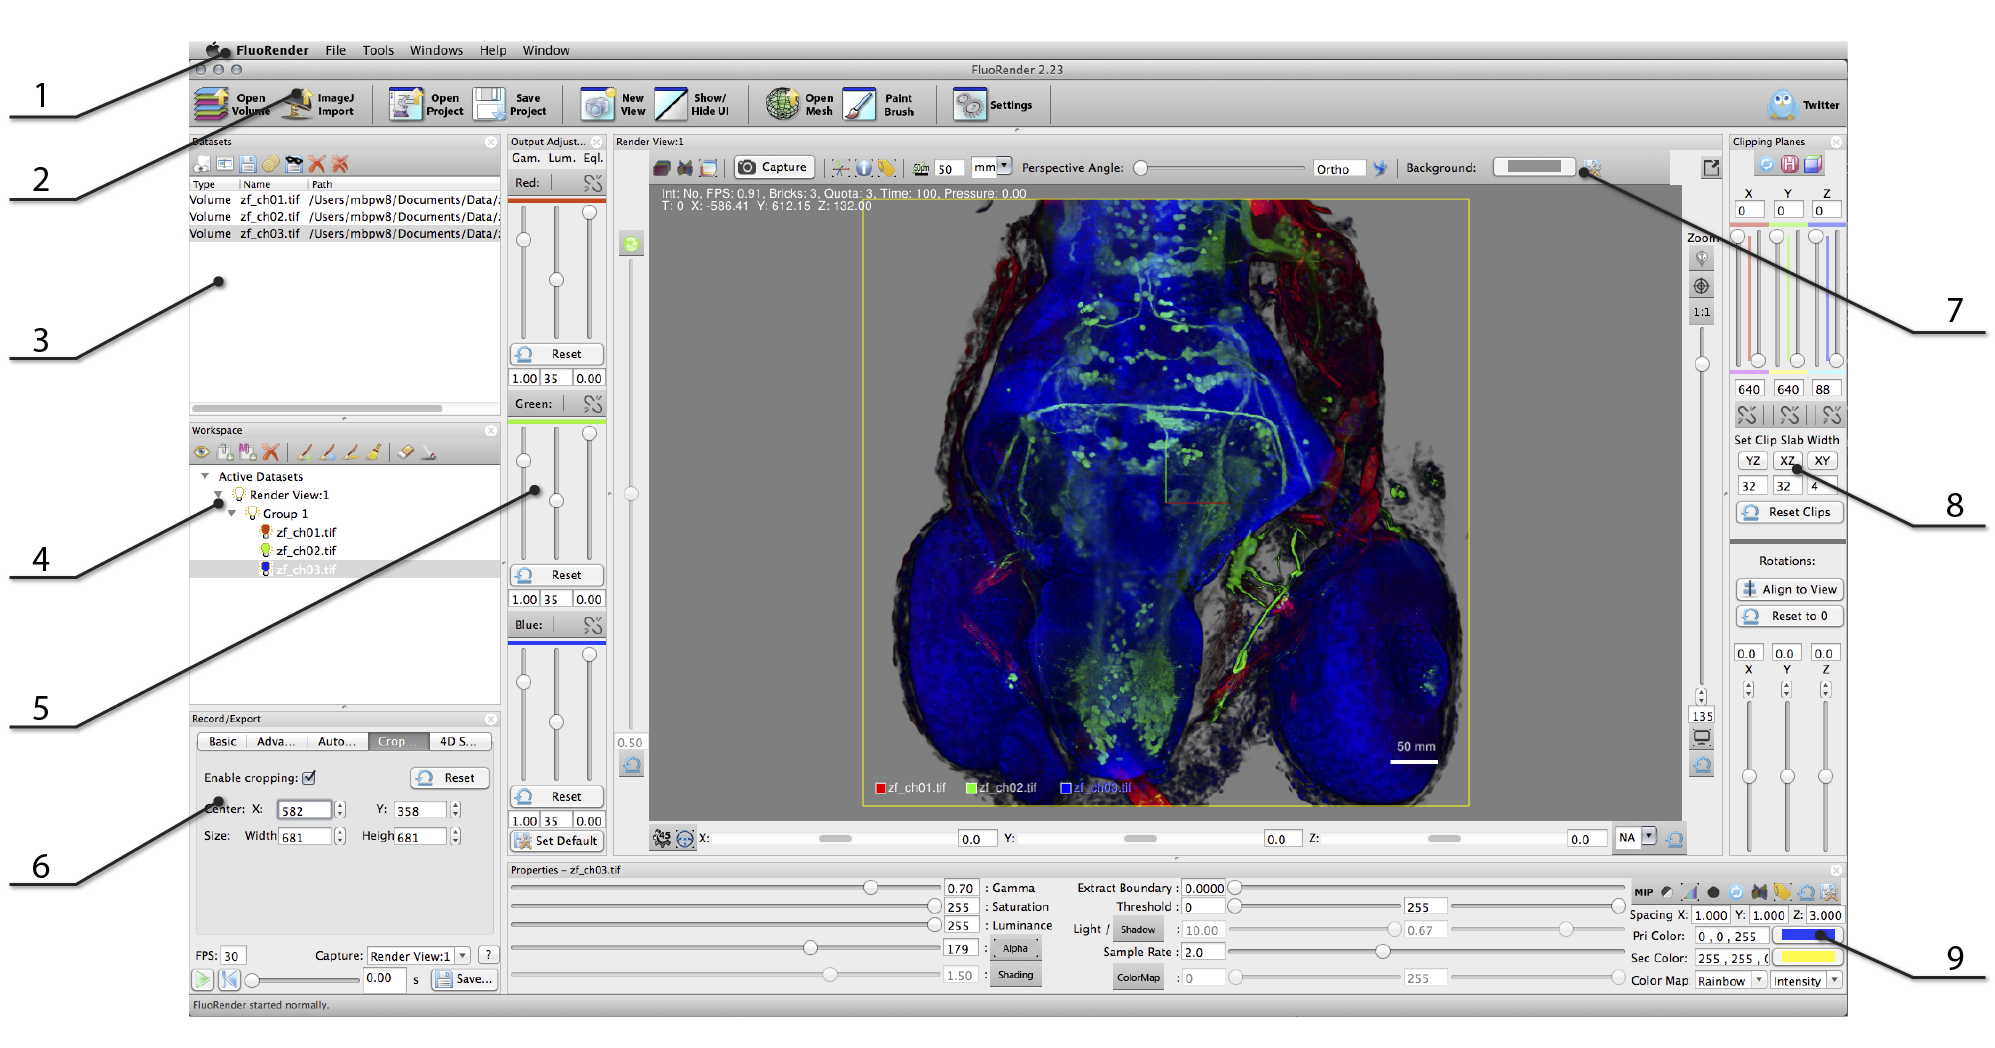 FluoRender File Tools Windows Help Window
FluoRender 2.23
Open Volume
ImageJ Import
Open Project
Save Project
New View
Show/ Hide UI
Open Mesh
Paint Brush
Settings
Twitter
1
2
3
4
5
6
7
8
9
Datasets
Type Name Path
Volume zf_ch01.tif /Users/mbpw8/Documents/Data/
Volume zf_ch02.tif /Users/mbpw8/Documents/Data/
Volume zf_ch03.tif /Users/mbpw8/Documents/Data/
Workspace
Active Datasets
Render View:1
Group 1
zf_ch01.tif
zf_ch02.tif
zf_ch03.tif
Record/Export
Basic Adva... Auto... Crop... 4D S...
Enable cropping: Reset
Center: X: 582 Y: 358
Size: Width 681 Heigh 681
FPS: 30 Capture: Render View:1 ?
0.00 s Save...
FluoRender started normally.
Output Adjust...
Gam. Lum. Eql.
Red:
Reset
1.00 35 0.00
Green:
Reset
1.00 35 0.00
Blue:
Reset
1.00 35 0.00
Set Default
Render View:1
Capture 50 mm Perspective Angle: Ortho Background:
Int: No, FPS: 0.91, Bricks: 3, Quota: 3, Time: 100, Pressure: 0.00
T: 0 X: -586.41 Y: 612.15 Z: 132.00
0.50
50 mm
zf_ch01.tif zf_ch02.tif zf_ch03.tif
Zoom
1:1
135
45 X: 0.0 Y: 0.0 Z: 0.0 NA
Clipping Planes
X Y Z
0 0 0
640 640 88
Set Clip Slab Width
YZ XZ XY
32 32 4
Reset Clips
Rotations:
Align to View
Reset to 0
0.0 0.0 0.0
X Y Z
Properties - zf_ch03.tif
0.70 : Gamma
255 : Saturation
255 : Luminance
179 : Alpha
1.50 : Shading
Extract Boundary : 0.0000
Threshold : 0 255
Light / Shadow : 10.00 0.67
Sample Rate : 2.0
ColorMap : 0 255
MIP
Spacing X: 1.000 Y: 1.000 Z: 3.000
Pri Color: 0 , 0 , 255
Sec Color: 255 , 255 , (
Color Map: Rainbow Intensity